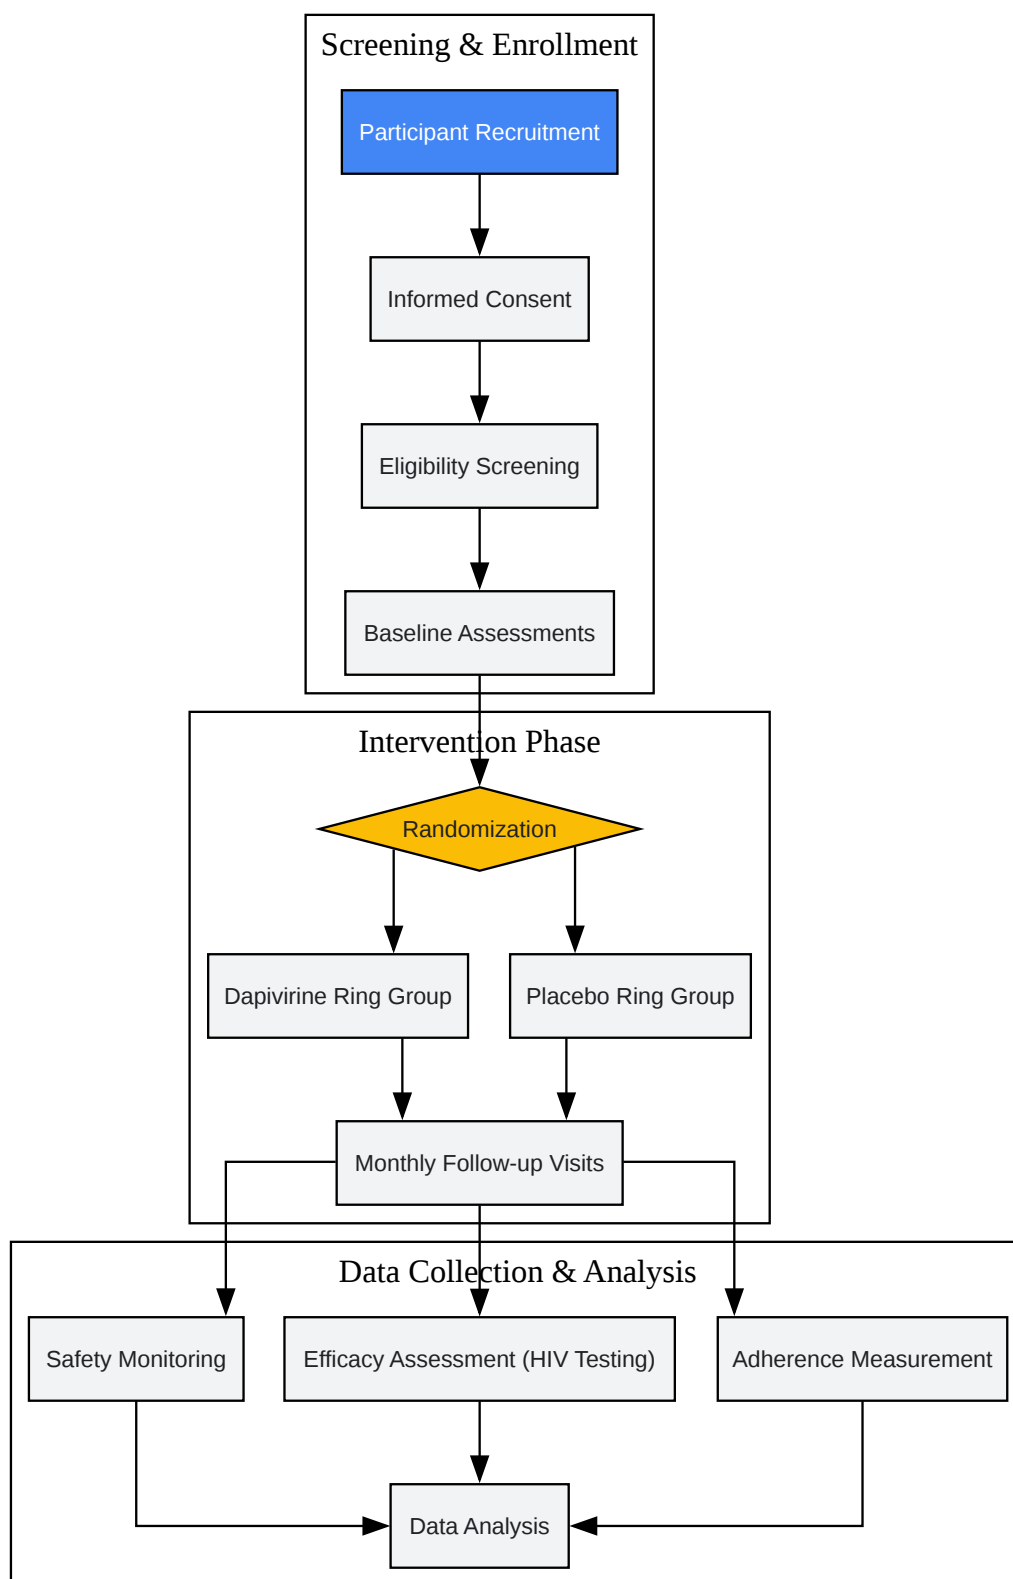 Screening & Enrollment
Participant Recruitment
Informed Consent
Eligibility Screening
Baseline Assessments
Intervention Phase
Randomization
Dapivirine Ring Group
Placebo Ring Group
Monthly Follow-up Visits
Data Collection & Analysis
Safety Monitoring
Efficacy Assessment (HIV Testing)
Adherence Measurement
Data Analysis